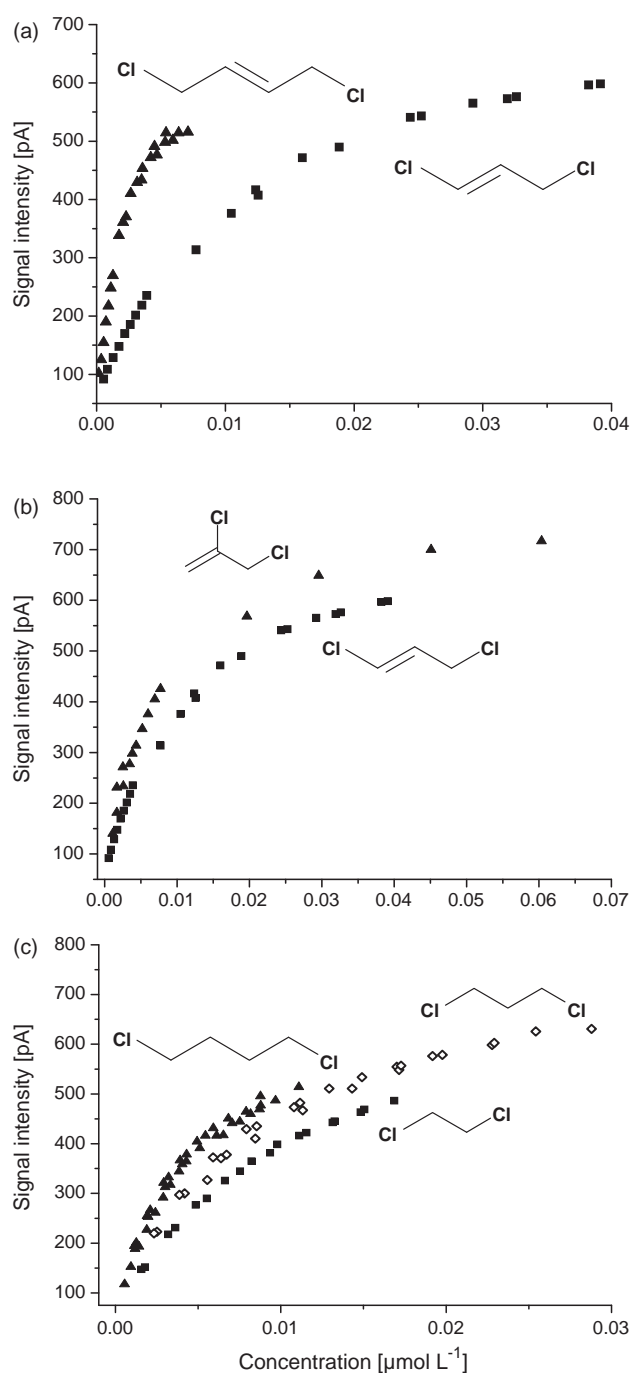 (a)
700
600
500
400
300
200
100
Signal intensity [pA]
Cl
Cl
Cl
Cl
0.00
0.01
0.02
0.03
0.04
(b)
800
700
600
500
400
300
200
100
Signal intensity [pA]
Cl
Cl
Cl
Cl
0.00
0.01
0.02
0.03
0.04
0.05
0.06
0.07
(c)
800
700
600
500
400
300
200
100
Signal intensity [pA]
Cl
Cl
Cl
Cl
Cl
Cl
0.00
0.01
0.02
0.03
Concentration [µmol L⁻¹]